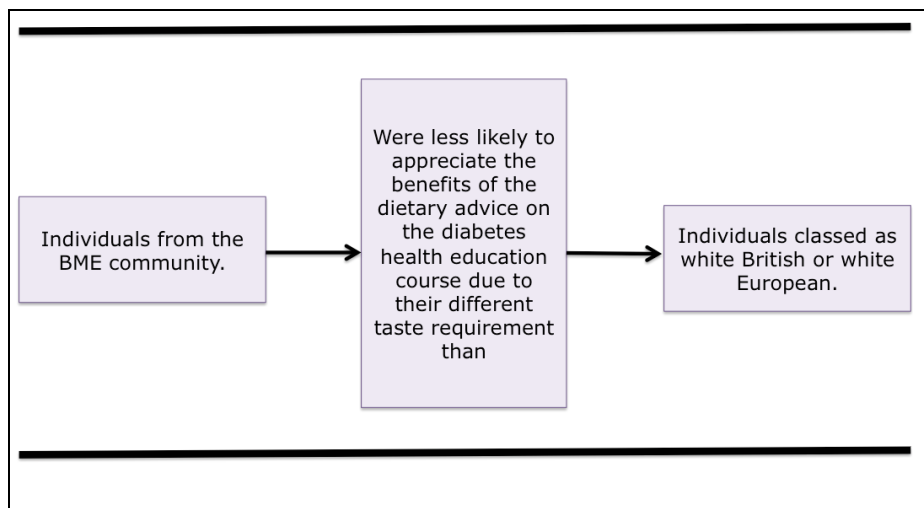 Individuals from the
BME community.
Were less likely to
appreciate the
benefits of the
dietary advice on
the diabetes
health education
course due to
their different
taste requirement
than
Individuals classed as
white British or white
European.